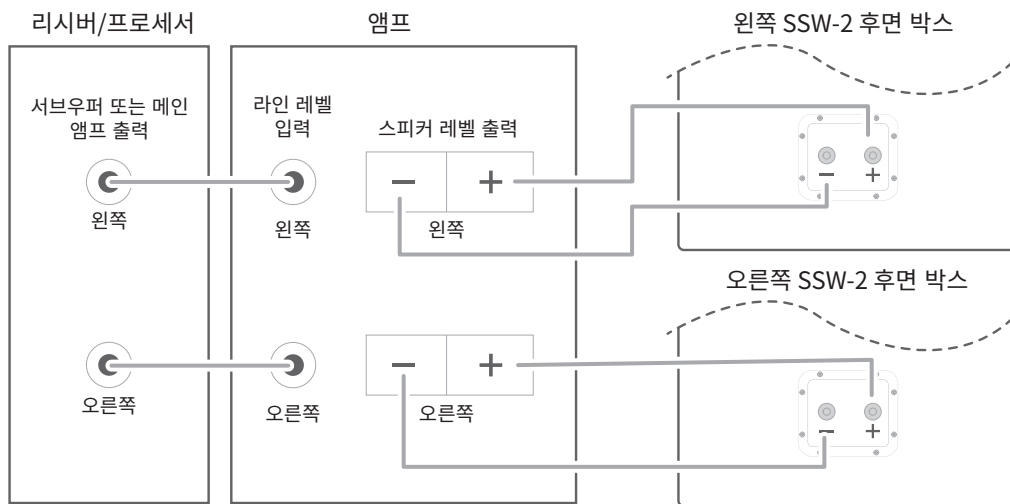 리시버/프로세서
앰프
왼쪽 SSW-2 후면 박스
서브우퍼 또는 메인
앰프 출력
라인 레벨
입력
스피커 레벨 출력
− +
− +
왼쪽
왼쪽
왼쪽
오른쪽 SSW-2 후면 박스
− +
− +
오른쪽
오른쪽
오른쪽